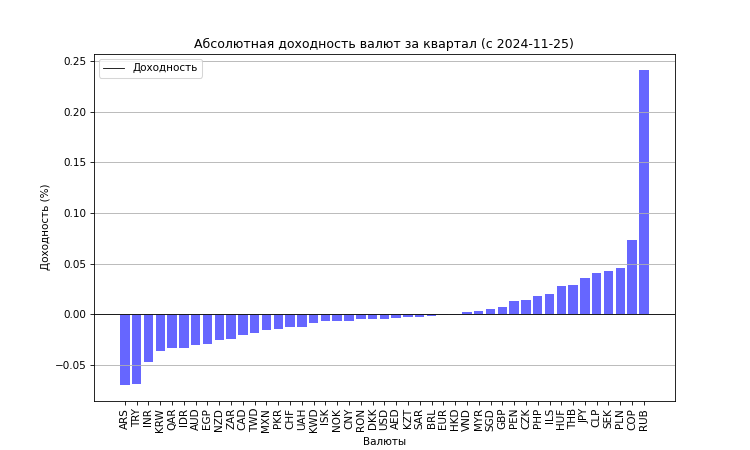 Абсолютная доходность валют за квартал (с 2024-11-25)
Доходность
0.25
0.20
0.15
0.10
0.05
0.00
−0.05
Доходность (%)
ARS TRY INR KRW QAR IDR AUD EGP NZD ZAR CAD TWD MXN PKR CHF UAH KWD ISK NOK CNY RON DKK USD AED KZT SAR BRL EUR HKD VND MYR SGD GBP PEN CZK PHP ILS HUF THB JPY CLP SEK PLN COP RUB
Валюты